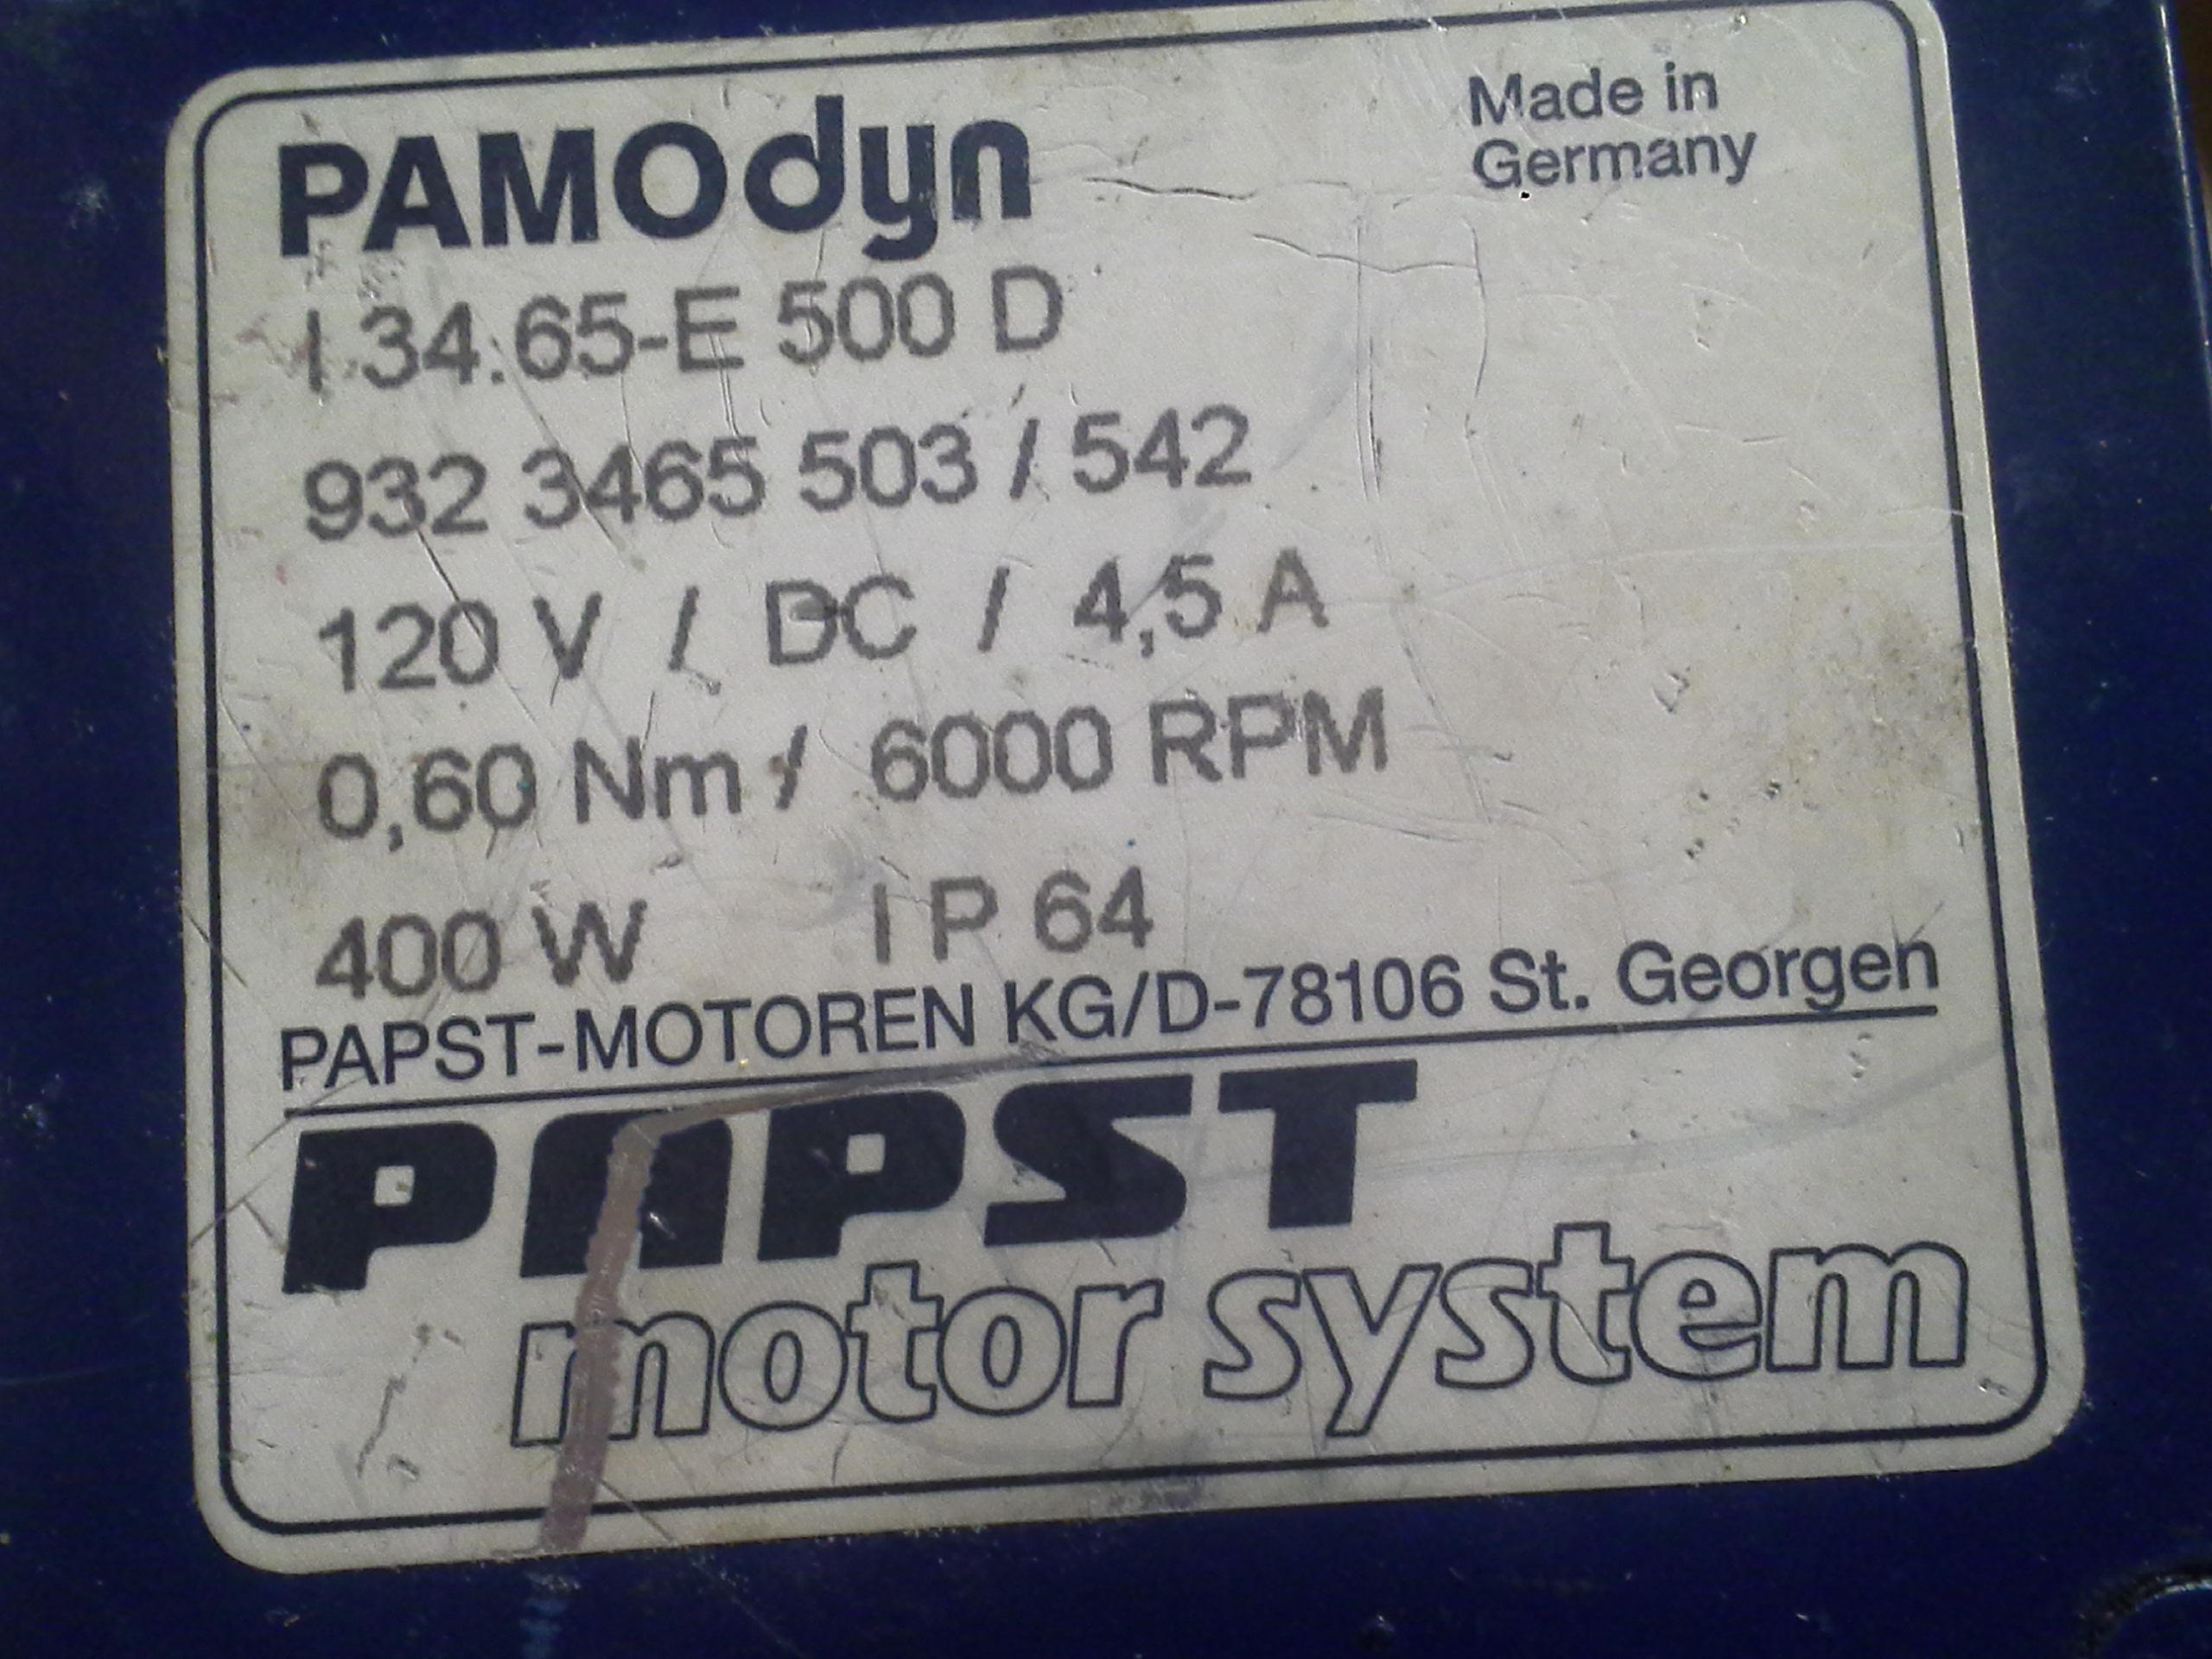 PAMOdyn
Made in
Germany
I 34.65-E 500 D
932 3465 503 / 542
120 V / DC / 4,5 A
0,60 Nm / 6000 RPM
400 W I P 64
PAPST-MOTOREN KG/D-78106 St. Georgen
PAPST
motor system